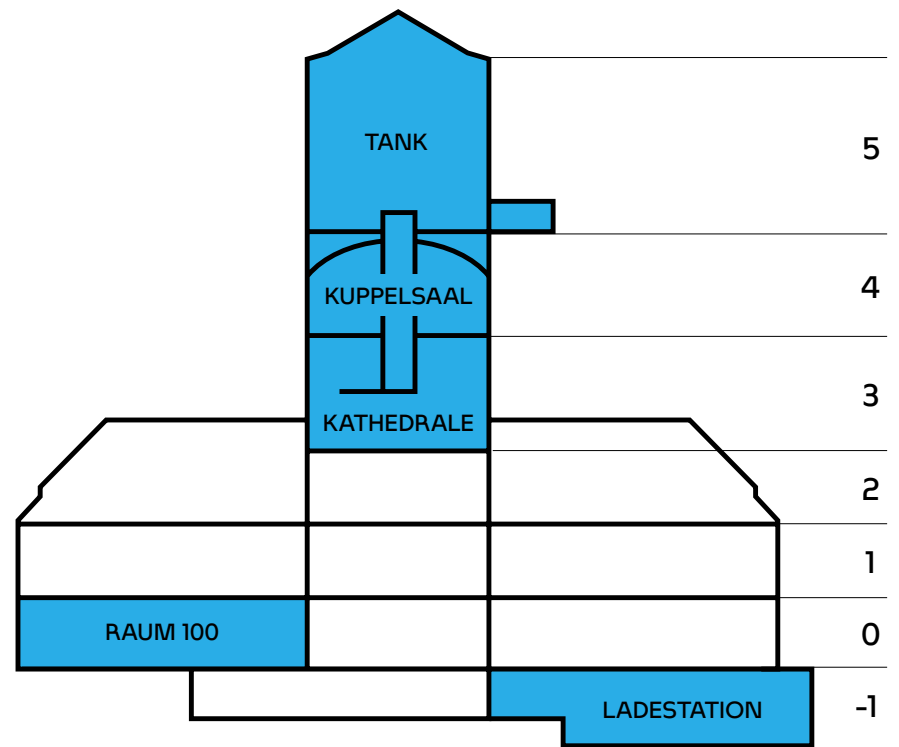 TANK
5
KUPPELSAAL
4
3
KATHEDRALE
2
1
RAUM 100
0
LADESTATION
-1